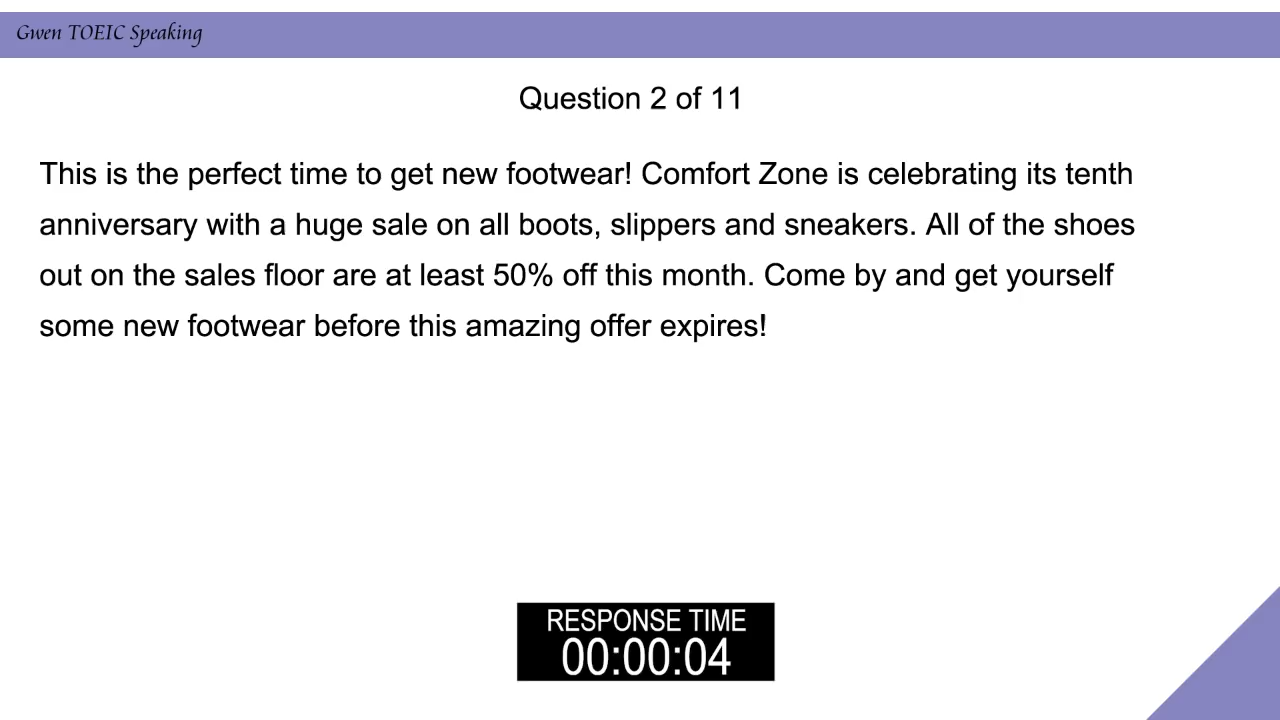 Gwen TOEIC Speaking
Question 2 of 11
This is the perfect time to get new footwear! Comfort Zone is celebrating its tenth
anniversary with a huge sale on all boots, slippers and sneakers. All of the shoes
out on the sales floor are at least 50% off this month. Come by and get yourself
some new footwear before this amazing offer expires!
RESPONSE TIME
00:00:04